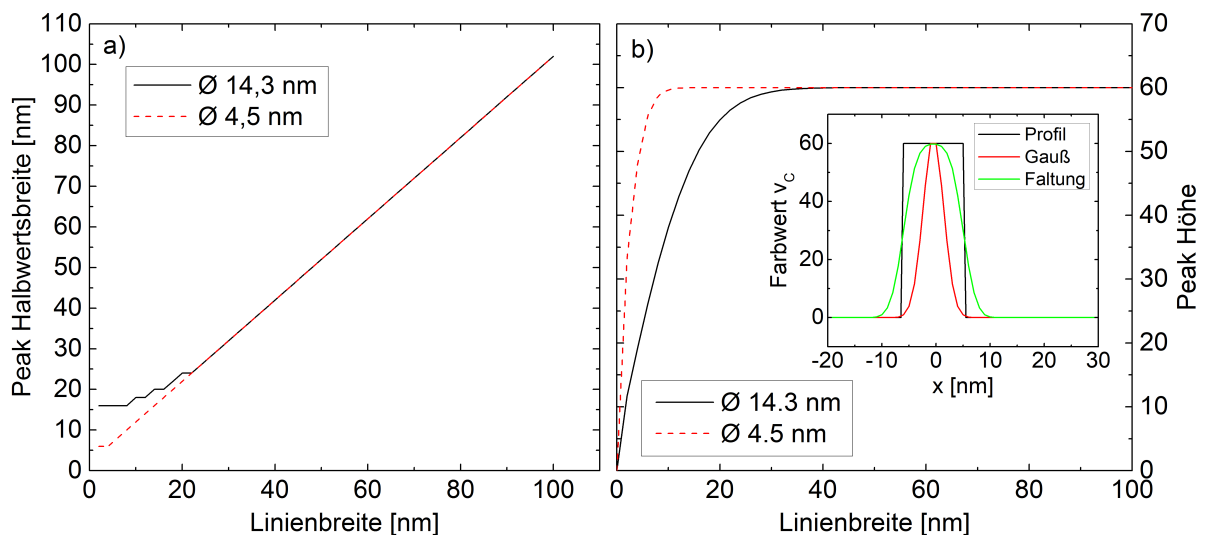 a)
Ø 14,3 nm
Ø 4,5 nm
Peak Halbwertsbreite [nm]
110
100
90
80
70
60
50
40
30
20
10
0
0 20 40 60 80 100
Linienbreite [nm]
b)
Profil
Gauß
Faltung
Farbwert vC
60
40
20
0
-20 -10 0 10 20 30
x [nm]
Ø 14.3 nm
Ø 4.5 nm
70
60
50
40
30
20
10
0
Peak Höhe
0 20 40 60 80 100
Linienbreite [nm]